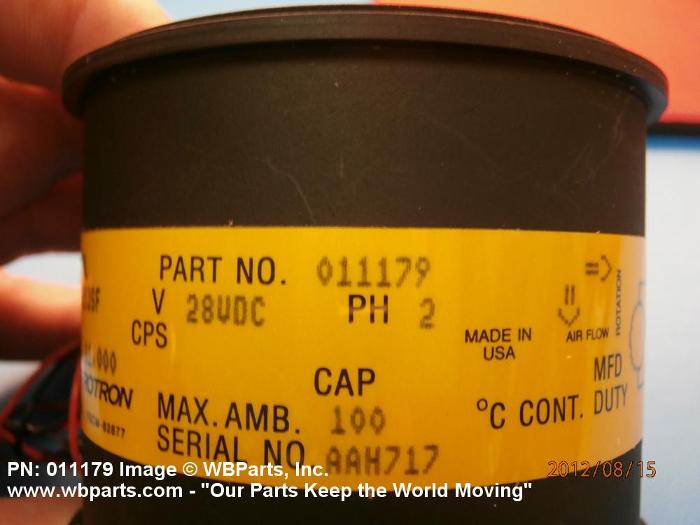 PART NO. 011179
V 28VDC PH 2
CPS
MADE IN
USA
AIR FLOW
ROTATION
CAP
MFD
MAX. AMB. 100 °C CONT. DUTY
SERIAL NO AAH717
2012/08/15
PN: 011179 Image © WBParts, Inc.
www.wbparts.com - "Our Parts Keep the World Moving"